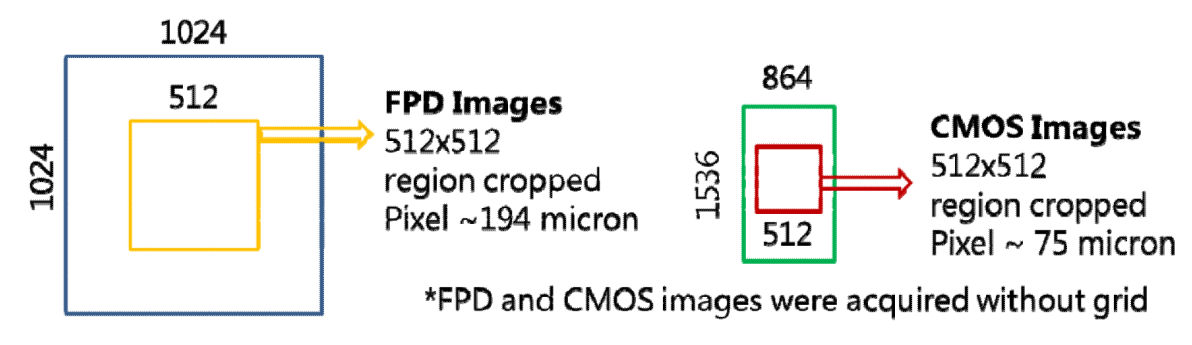 1024
512
1024
FPD Images
512x512
region cropped
Pixel ~194 micron
864
1536
512
CMOS Images
512x512
region cropped
Pixel ~ 75 micron
*FPD and CMOS images were acquired without grid